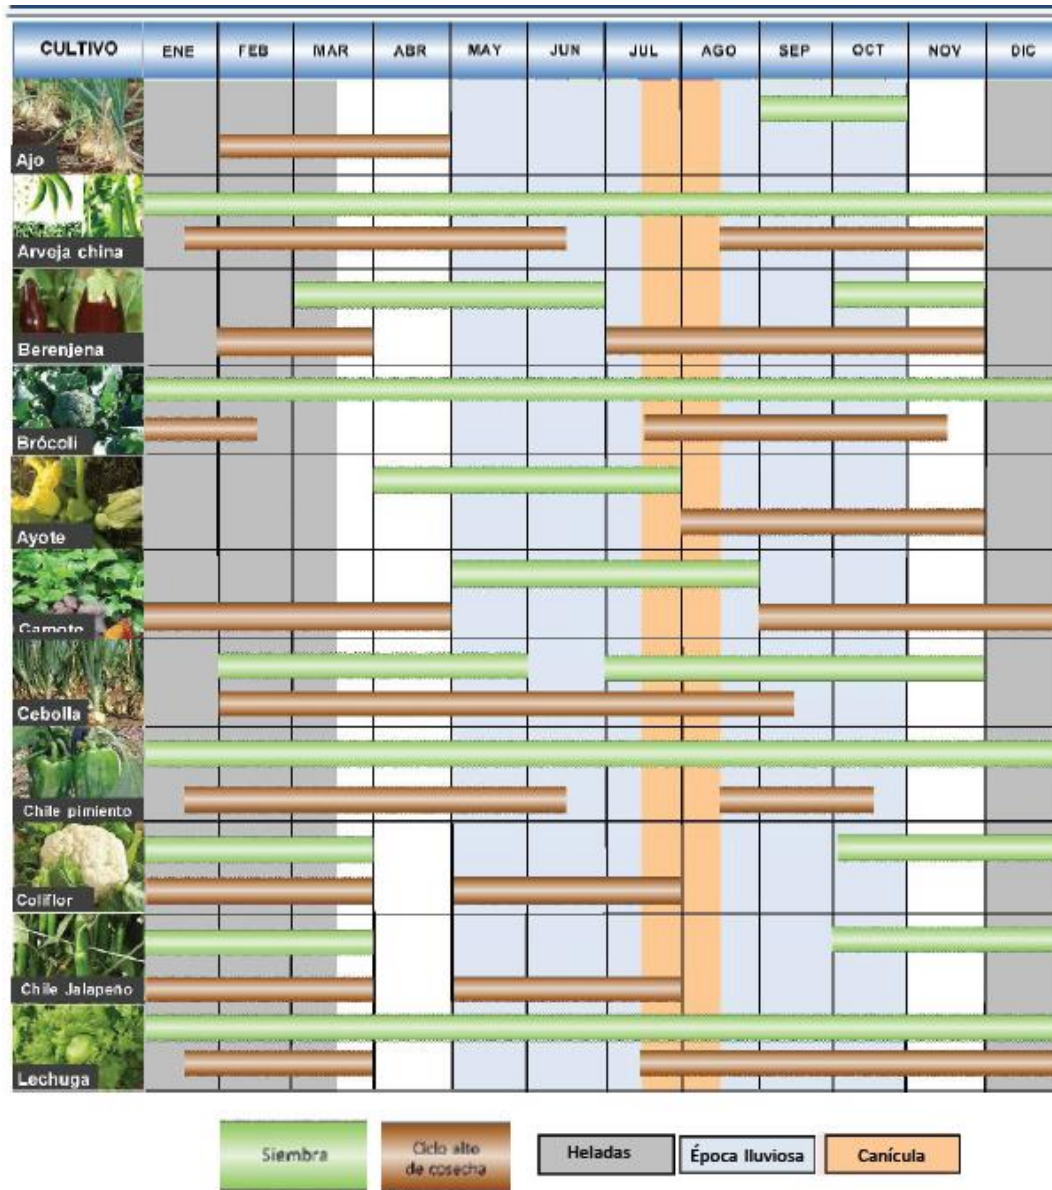 CULTIVO ENE FEB MAR ABR MAY JUN JUL AGO SEP OCT NOV DIC
Ajo
Arveja china
Berenjena
Brócoli
Ayote
Camote
Cebolla
Chile pimiento
Coliflor
Chile Jalapeño
Lechuga
Siembra
Ciclo alto
de cosecha
Heladas
Época lluviosa
Canícula